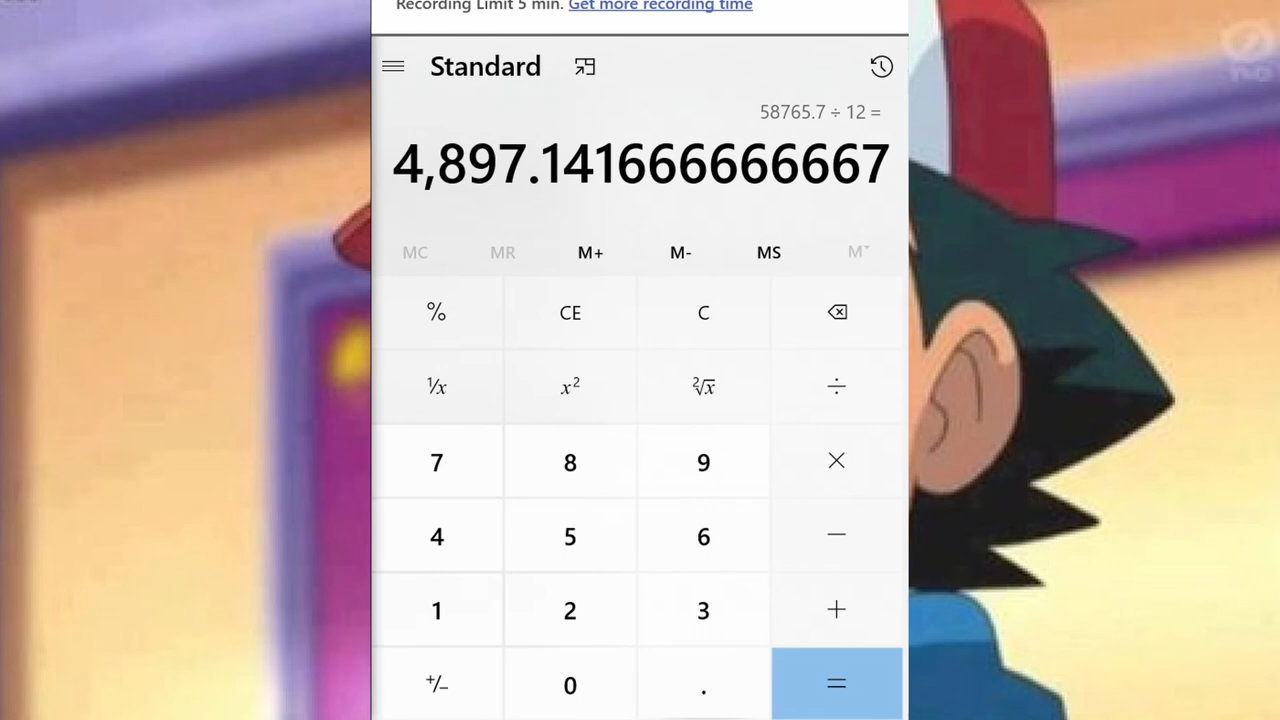 Recording Limit 5 min. Get more recording time
Standard
58765.7 ÷ 12 =
4,897.141666666667
MC MR M+ M- MS M˅
% CE C
¹/x x² ²√x ÷
7 8 9 ×
4 5 6 −
1 2 3 +
+/− 0 . =